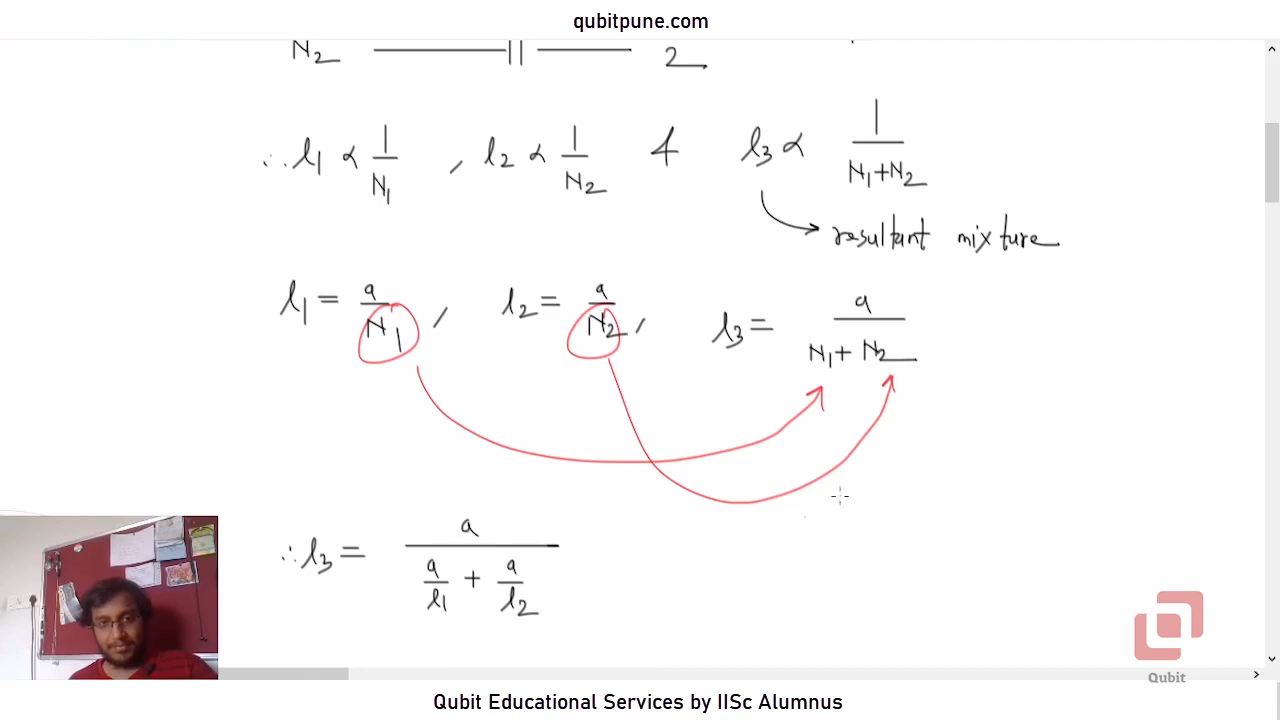 qubitpune.com
N₂ 2
∴ l₁ ∝ 1/N₁ , l₂ ∝ 1/N₂ & l₃ ∝ 1/(N₁+N₂)
resultant mixture
l₁ = a/N₁ , l₂ = a/N₂ , l₃ = a/(N₁+N₂)
∴ l₃ = a/(a/l₁ + a/l₂)
Qubit
Qubit Educational Services by IISc Alumnus